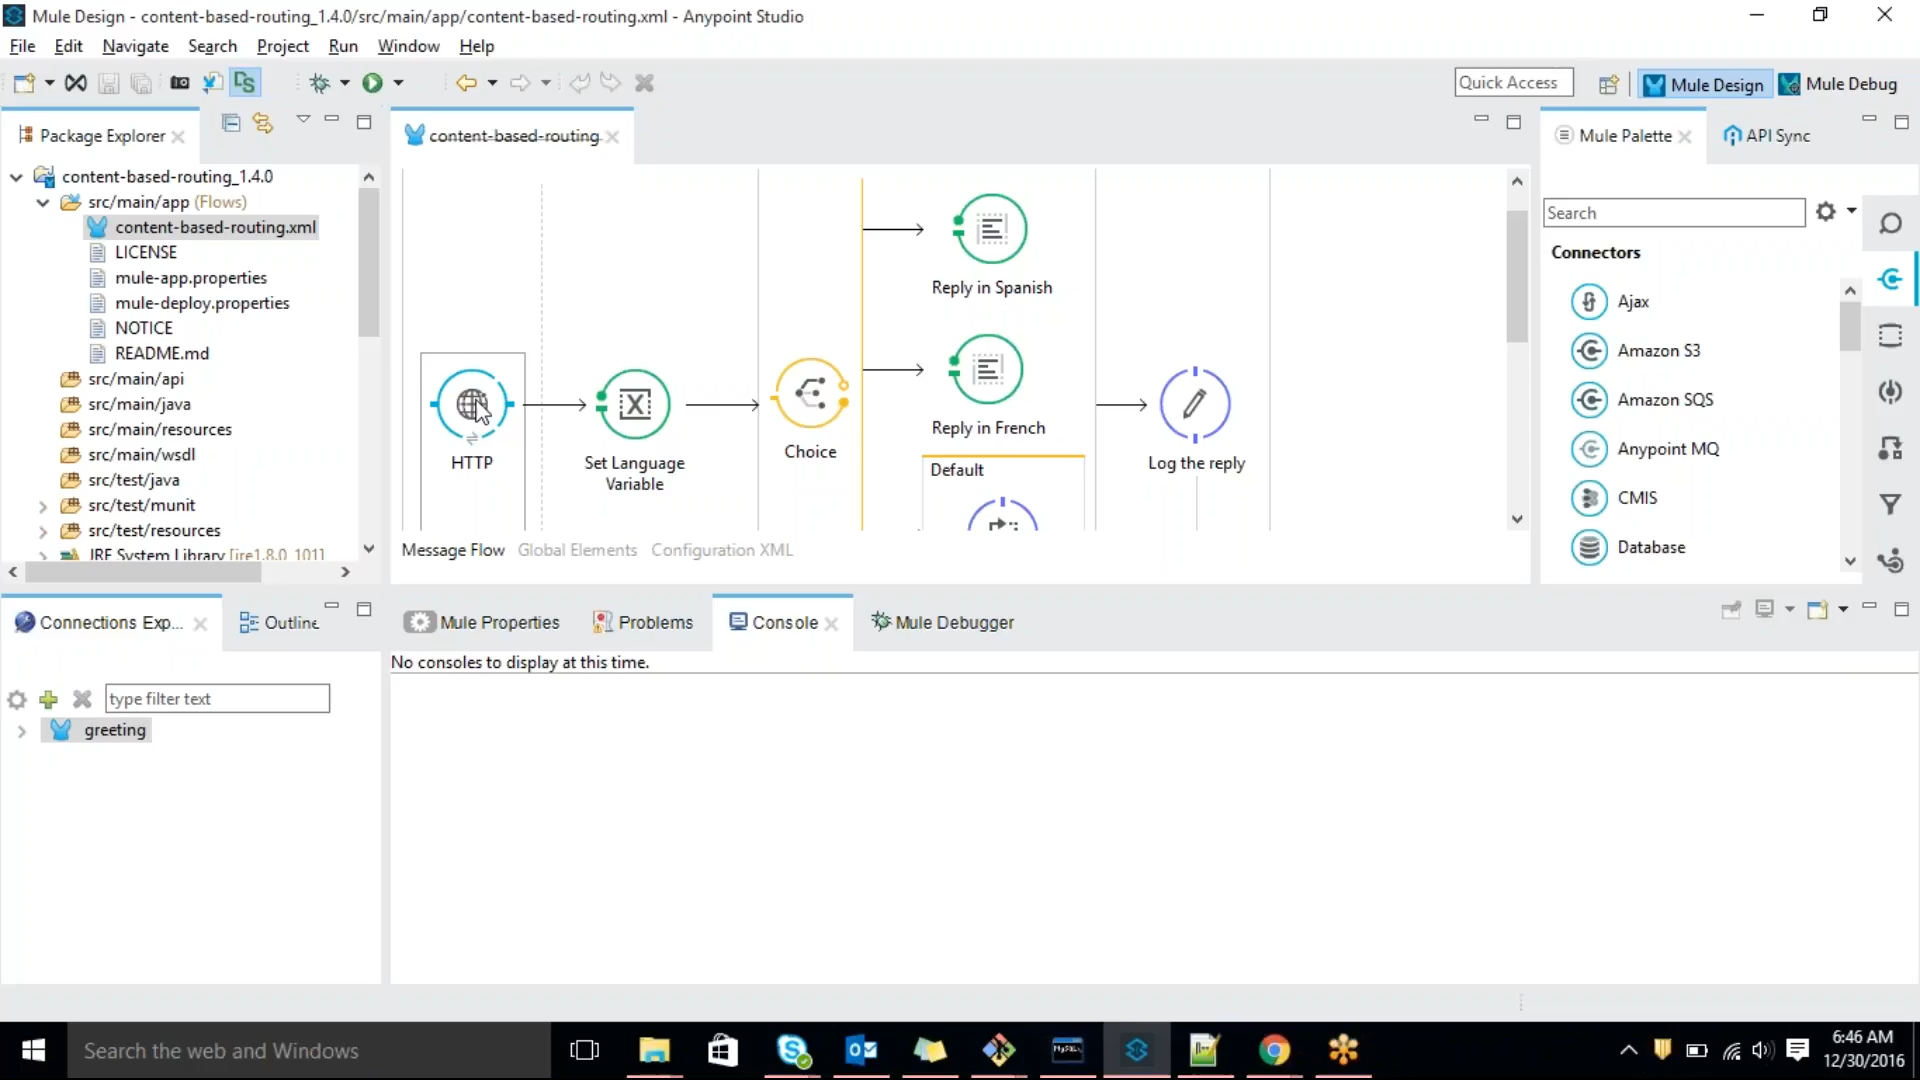 Mule Design - content-based-routing_1.4.0/src/main/app/content-based-routing.xml - Anypoint Studio
File Edit Navigate Search Project Run Window Help
Quick Access
Mule Design
Mule Debug
Package Explorer
content-based-routing_1.4.0
src/main/app (Flows)
content-based-routing.xml
LICENSE
mule-app.properties
mule-deploy.properties
NOTICE
README.md
src/main/api
src/main/java
src/main/resources
src/main/wsdl
src/test/java
src/test/munit
src/test/resources
JRE System Library [jre1.8.0_101]
content-based-routing
Reply in Spanish
Reply in French
Default
HTTP
Set Language
Variable
Choice
Log the reply
Message Flow Global Elements Configuration XML
Mule Palette
API Sync
Search
Connectors
Ajax
Amazon S3
Amazon SQS
Anypoint MQ
CMIS
Database
Connections Exp...
Outline
type filter text
greeting
Mule Properties
Problems
Console
Mule Debugger
No consoles to display at this time.
Search the web and Windows
6:46 AM
12/30/2016